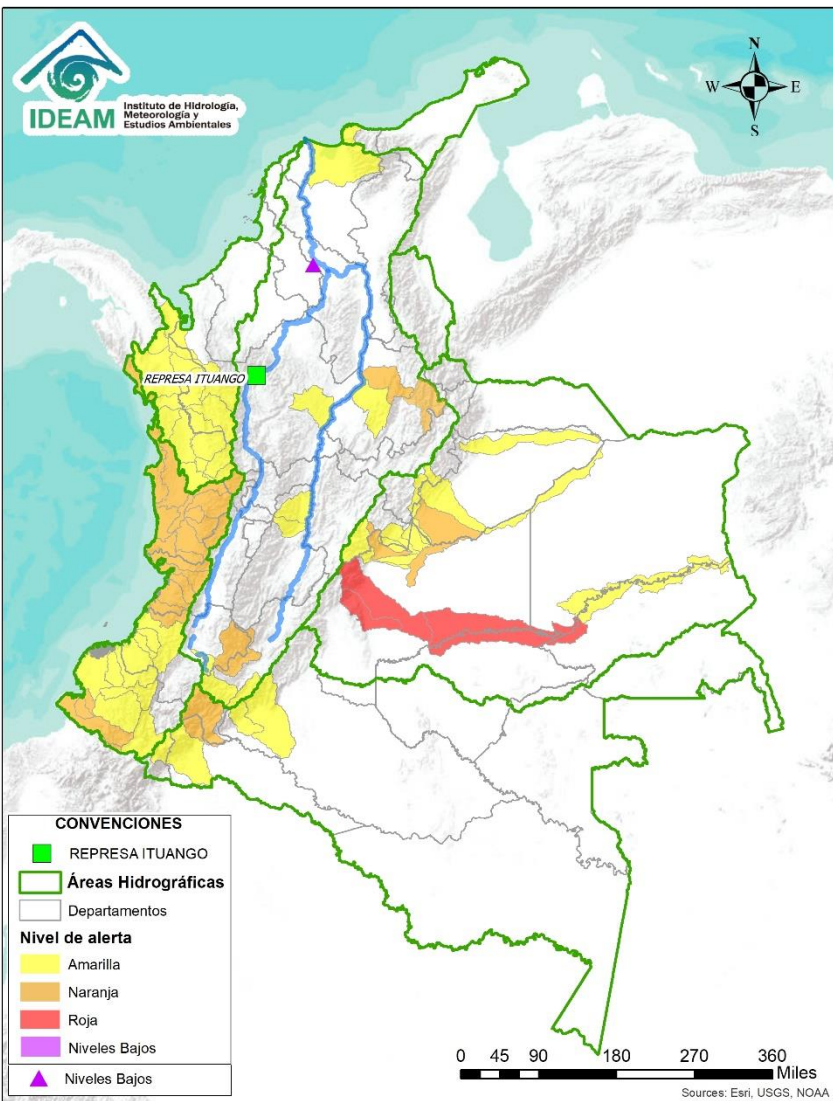 IDEAM
Instituto de Hidrología,
Meteorología y
Estudios Ambientales
N
W
E
S
REPRESA ITUANGO
CONVENCIONES
REPRESA ITUANGO
Áreas Hidrográficas
Departamentos
Nivel de alerta
Amarilla
Naranja
Roja
Niveles Bajos
Niveles Bajos
0 45 90 180 270 360
Miles
Sources: Esri, USGS, NOAA